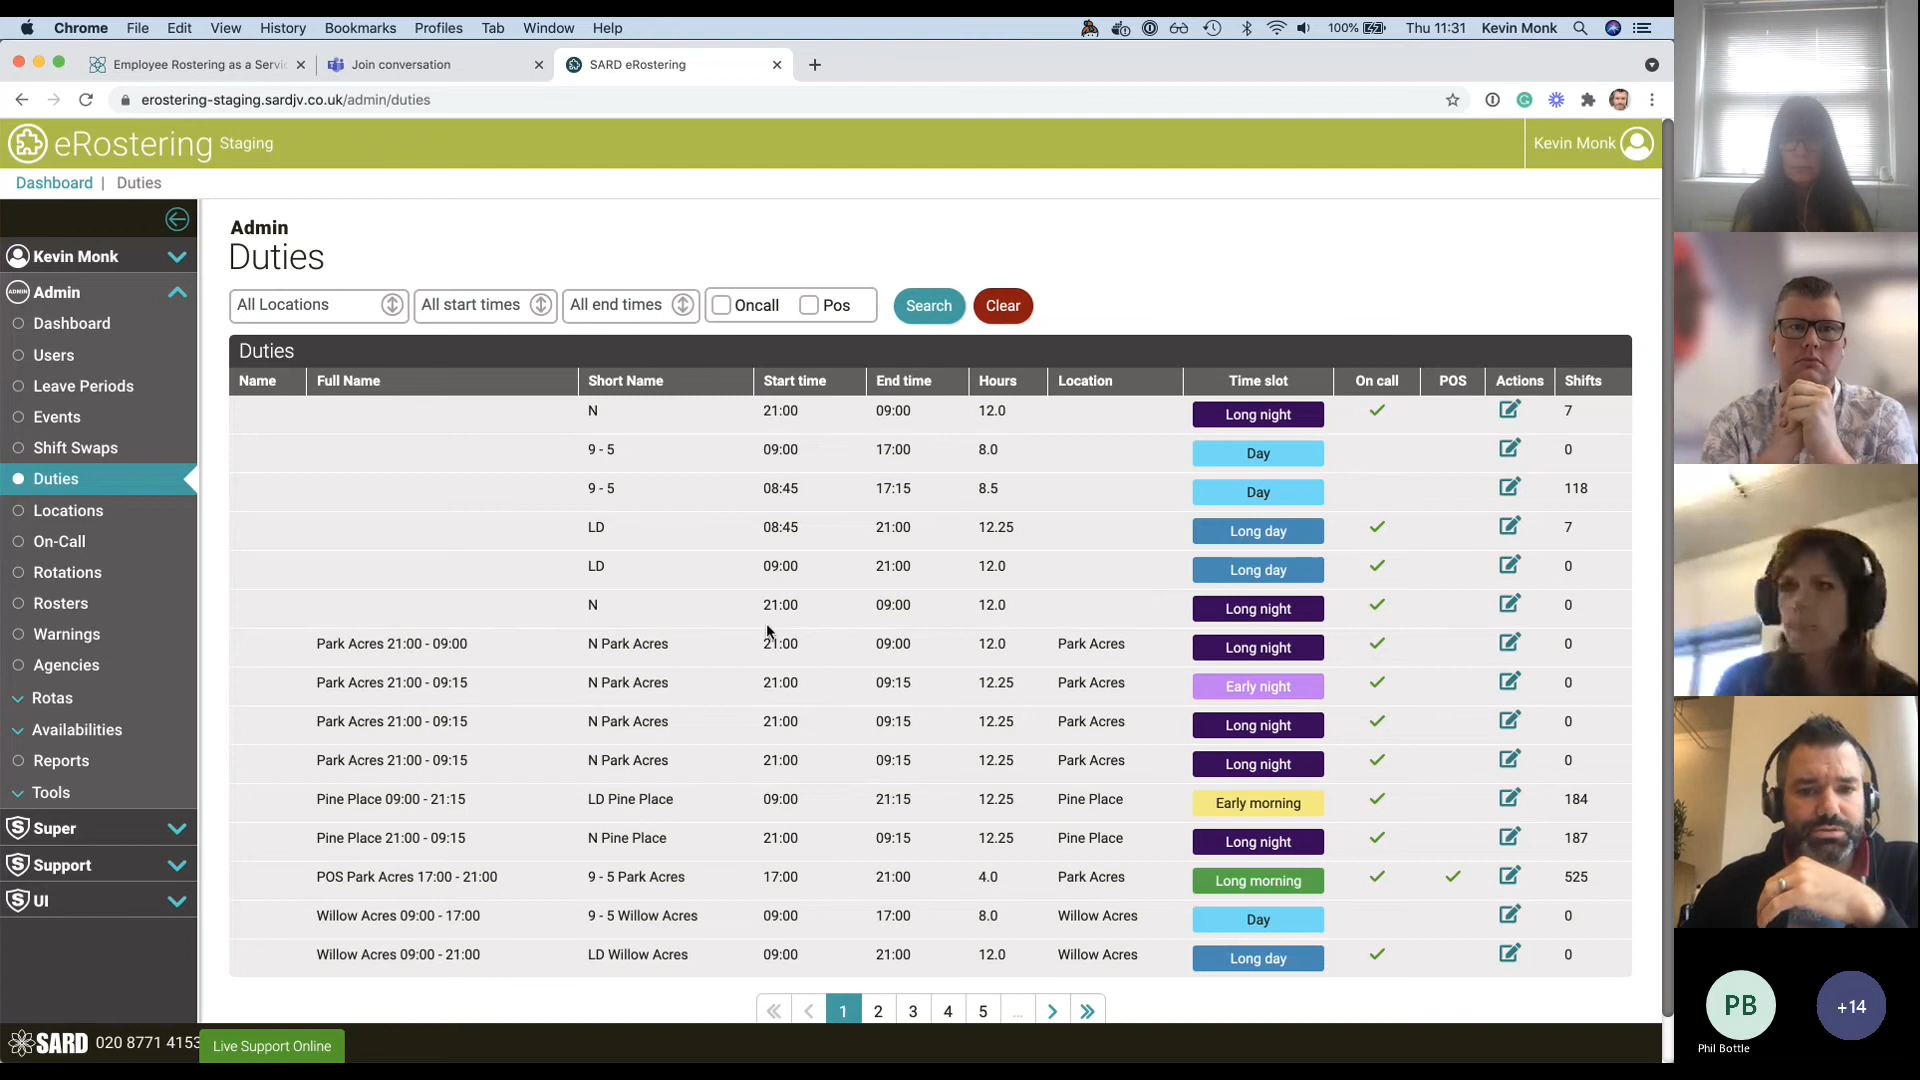 Chrome File Edit View History Bookmarks Profiles Tab Window Help 100% Thu 11:31 Kevin Monk
Employee Rostering as a Servic Join conversation SARD eRostering
erostering-staging.sardjv.co.uk/admin/duties
eRostering Staging Kevin Monk
Dashboard | Duties
Kevin Monk
ADMIN Admin
Dashboard
Users
Leave Periods
Events
Shift Swaps
Duties
Locations
On-Call
Rotations
Rosters
Warnings
Agencies
Rotas
Availabilities
Reports
Tools
Super
Support
UI
SARD 020 8771 4153
Live Support Online
Admin
Duties
All Locations All start times All end times Oncall Pos Search Clear
Duties
Name Full Name Short Name Start time End time Hours Location Time slot On call POS Actions Shifts
N 21:00 09:00 12.0 Long night 7
9 - 5 09:00 17:00 8.0 Day 0
9 - 5 08:45 17:15 8.5 Day 118
LD 08:45 21:00 12.25 Long day 7
LD 09:00 21:00 12.0 Long day 0
N 21:00 09:00 12.0 Long night 0
Park Acres 21:00 - 09:00 N Park Acres 21:00 09:00 12.0 Park Acres Long night 0
Park Acres 21:00 - 09:15 N Park Acres 21:00 09:15 12.25 Park Acres Early night 0
Park Acres 21:00 - 09:15 N Park Acres 21:00 09:15 12.25 Park Acres Long night 0
Park Acres 21:00 - 09:15 N Park Acres 21:00 09:15 12.25 Park Acres Long night 0
Pine Place 09:00 - 21:15 LD Pine Place 09:00 21:15 12.25 Pine Place Early morning 184
Pine Place 21:00 - 09:15 N Pine Place 21:00 09:15 12.25 Pine Place Long night 187
POS Park Acres 17:00 - 21:00 9 - 5 Park Acres 17:00 21:00 4.0 Park Acres Long morning 525
Willow Acres 09:00 - 17:00 9 - 5 Willow Acres 09:00 17:00 8.0 Willow Acres Day 0
Willow Acres 09:00 - 21:00 LD Willow Acres 09:00 21:00 12.0 Willow Acres Long day 0
« ‹ 1 2 3 4 5 ... › »
PB +14
Phil Bottle